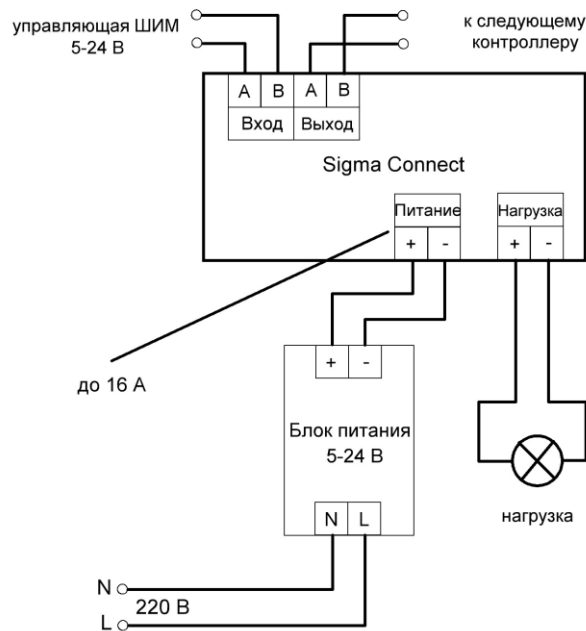 управляющая ШИМ
5-24 В
к следующему
контроллеру
A B A B
Вход Выход
Sigma Connect
Питание Нагрузка
+ - + -
до 16 А
+ -
Блок питания
5-24 В
N L
нагрузка
N
220 В
L